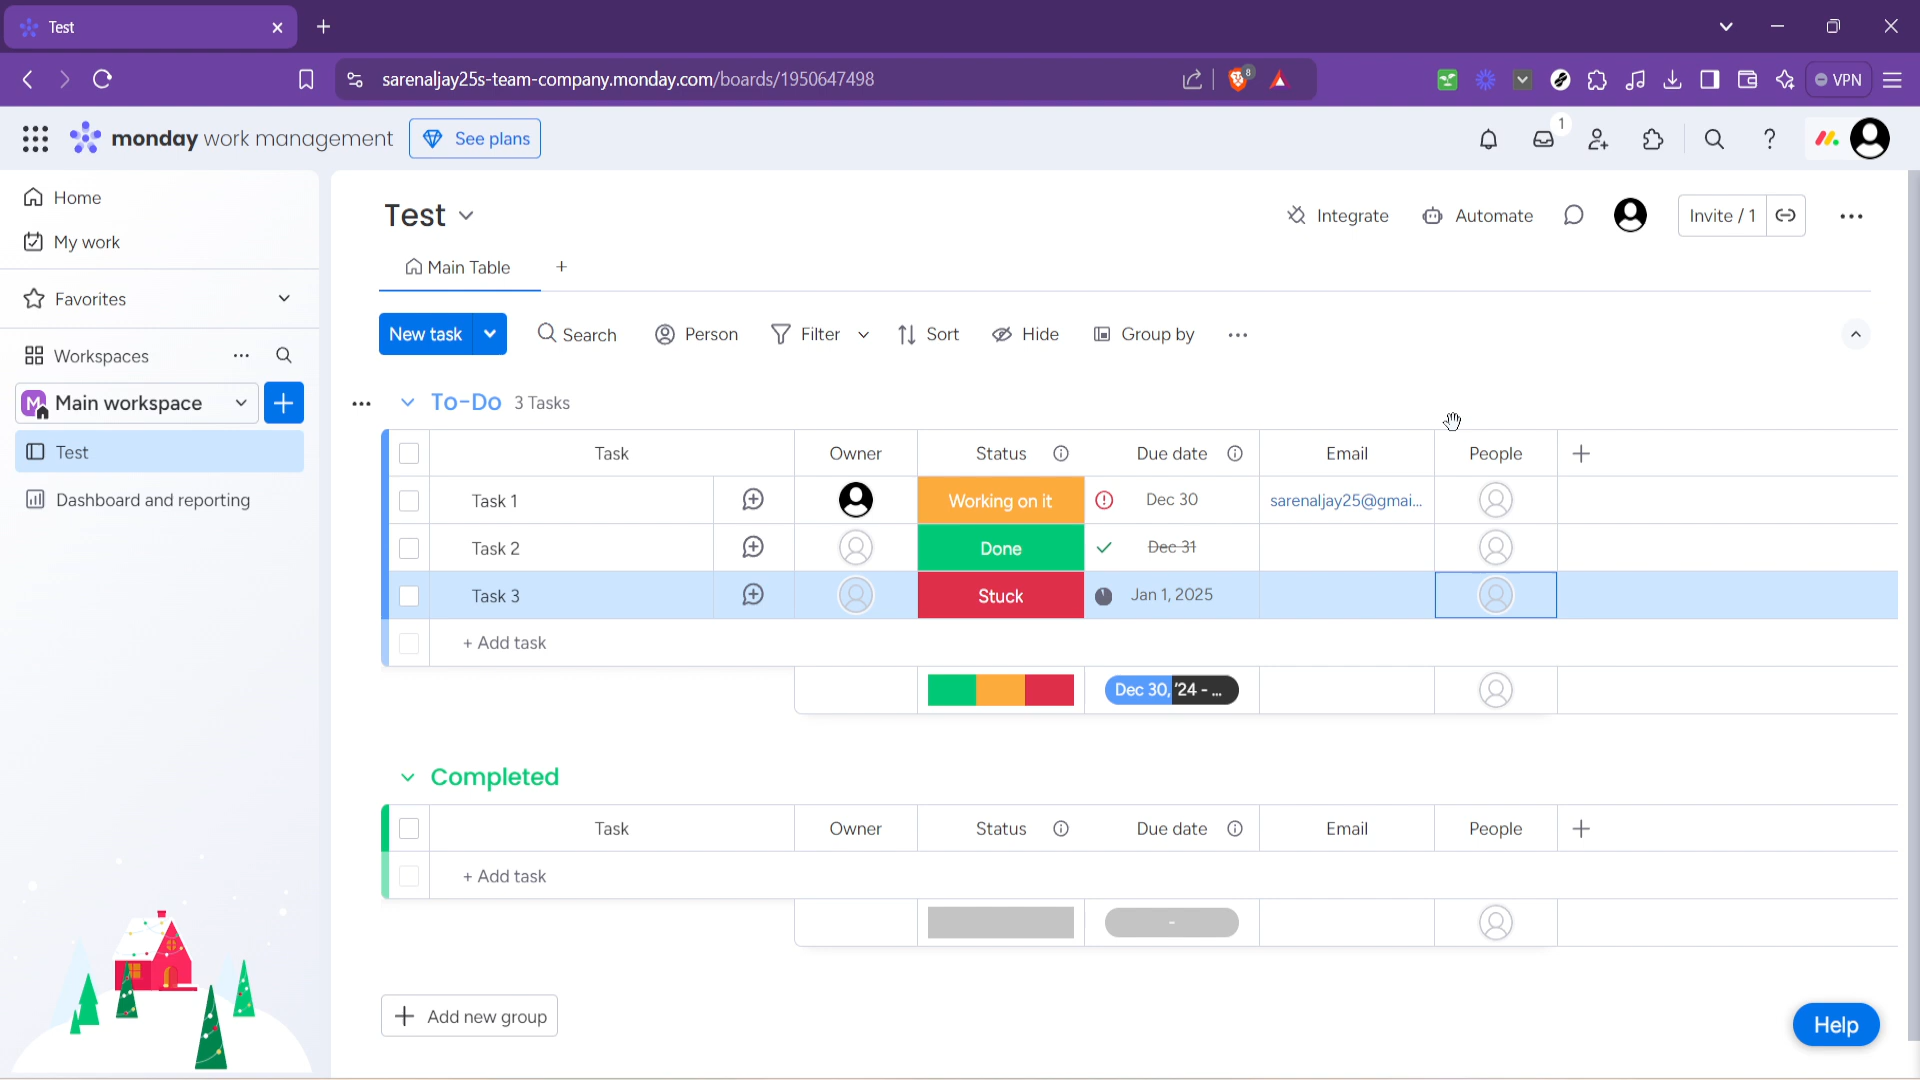 Test
sarenaljay25s-team-company.monday.com/boards/1950647498
8
VPN
monday work management
See plans
1
Home
My work
Favorites
Workspaces
M Main workspace
Test
Dashboard and reporting
Test
Integrate
Automate
Invite / 1
Main Table
New task
Search
Person
Filter
Sort
Hide
Group by
To-Do 3 Tasks
Task Owner Status Due date Email People
Task 1 Working on it Dec 30 sarenaljay25@gmai...
Task 2 Done Dec 31
Task 3 Stuck Jan 1, 2025
+ Add task
Dec 30, '24 - ...
Completed
Task Owner Status Due date Email People
+ Add task
-
Add new group
Help